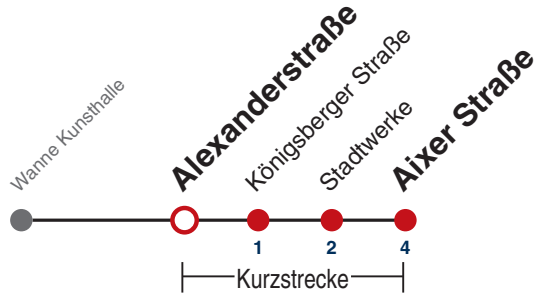 Wanne Kunsthalle
Alexanderstraße
Königsberger Straße
Stadtwerke
Aixer Straße
1
2
4
Kurzstrecke